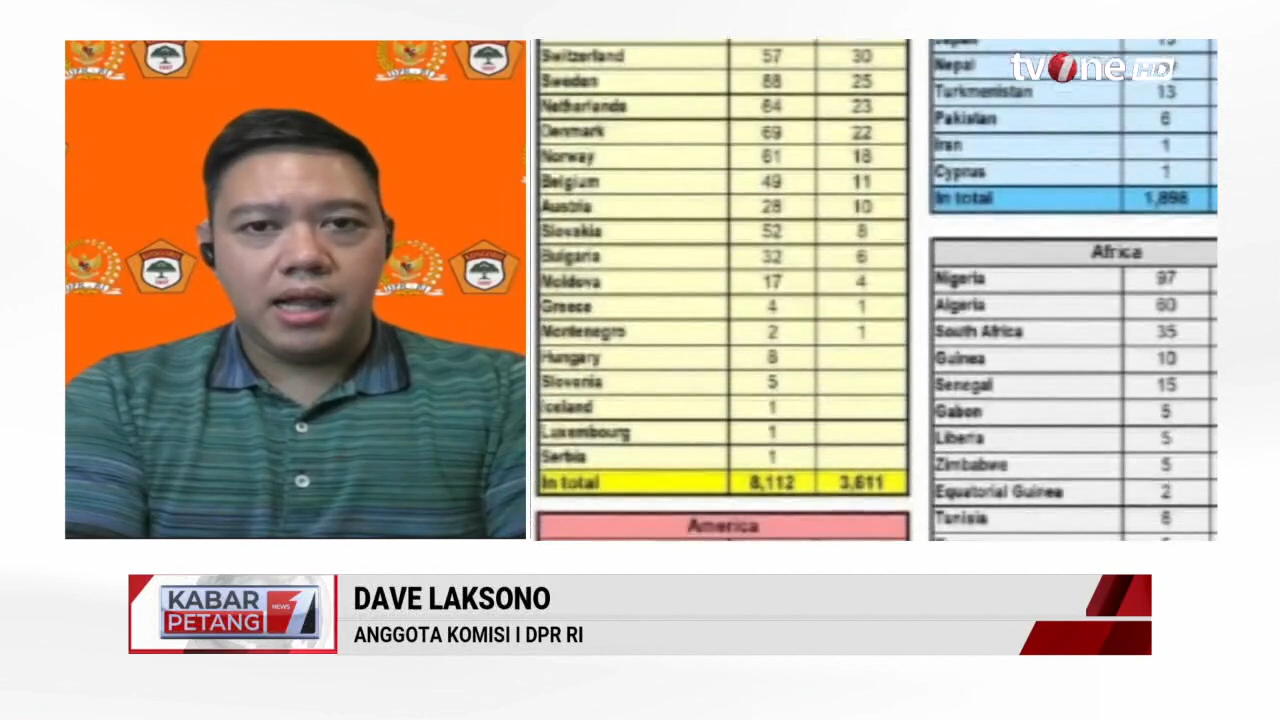 tvOne HD
DPR-RI
Switzerland 57 30
Sweden 88 25
Netherlands 64 23
Denmark 69 22
Norway 61 18
Belgium 49 11
Austria 28 10
Slovakia 52 8
Bulgaria 32 6
Moldova 17 4
Greece 4 1
Montenegro 2 1
Hungary 8
Slovenia 5
Iceland 1
Luxembourg 1
Serbia 1
In total 8,112 3,611
America
Japan
Nepal
Turkmenistan 13
Pakistan 6
Iran 1
Cyprus 1
In total 1,898
Africa
Nigeria 97
Algeria 60
South Africa 35
Guinea 10
Senegal 15
Gabon 5
Liberia 5
Zimbabwe 5
Equatorial Guinea 2
Tunisia 6
KABAR
PETANG
NEWS 1
DAVE LAKSONO
ANGGOTA KOMISI I DPR RI